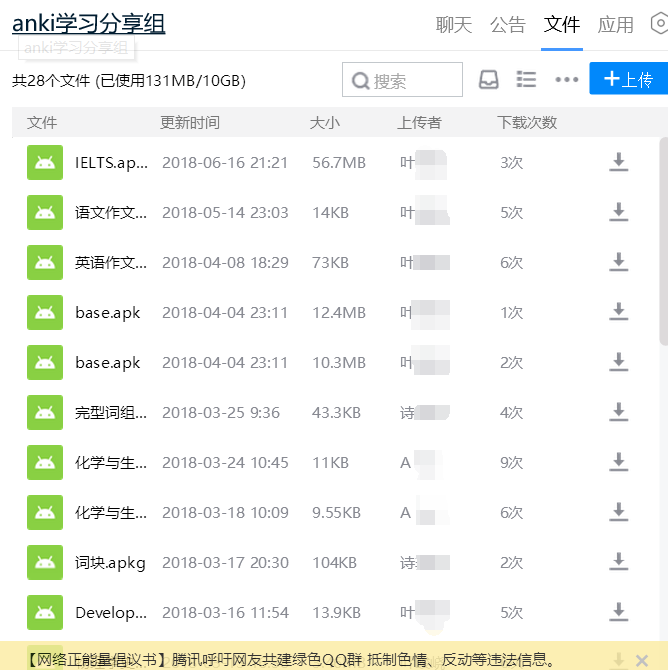 anki学习分享组
聊天 公告 文件 应用
anki学习分享组
共28个文件 (已使用131MB/10GB) 搜索 上传
文件 更新时间 大小 上传者 下载次数
IELTS.ap... 2018-06-16 21:21 56.7MB 叶 3次
语文作文... 2018-05-14 23:03 14KB 叶 5次
英语作文... 2018-04-08 18:29 73KB 叶 6次
base.apk 2018-04-04 23:11 12.4MB 叶 1次
base.apk 2018-04-04 23:11 10.3MB 叶 2次
完型词组... 2018-03-25 9:36 43.3KB 诗 4次
化学与生... 2018-03-24 10:45 11KB A 9次
化学与生... 2018-03-18 10:09 9.55KB A 6次
词块.apkg 2018-03-17 20:30 104KB 诗 2次
Develop... 2018-03-16 11:54 13.9KB 叶 5次
【网络正能量倡议书】腾讯呼吁网友共建绿色QQ群 抵制色情、反动等违法信息。